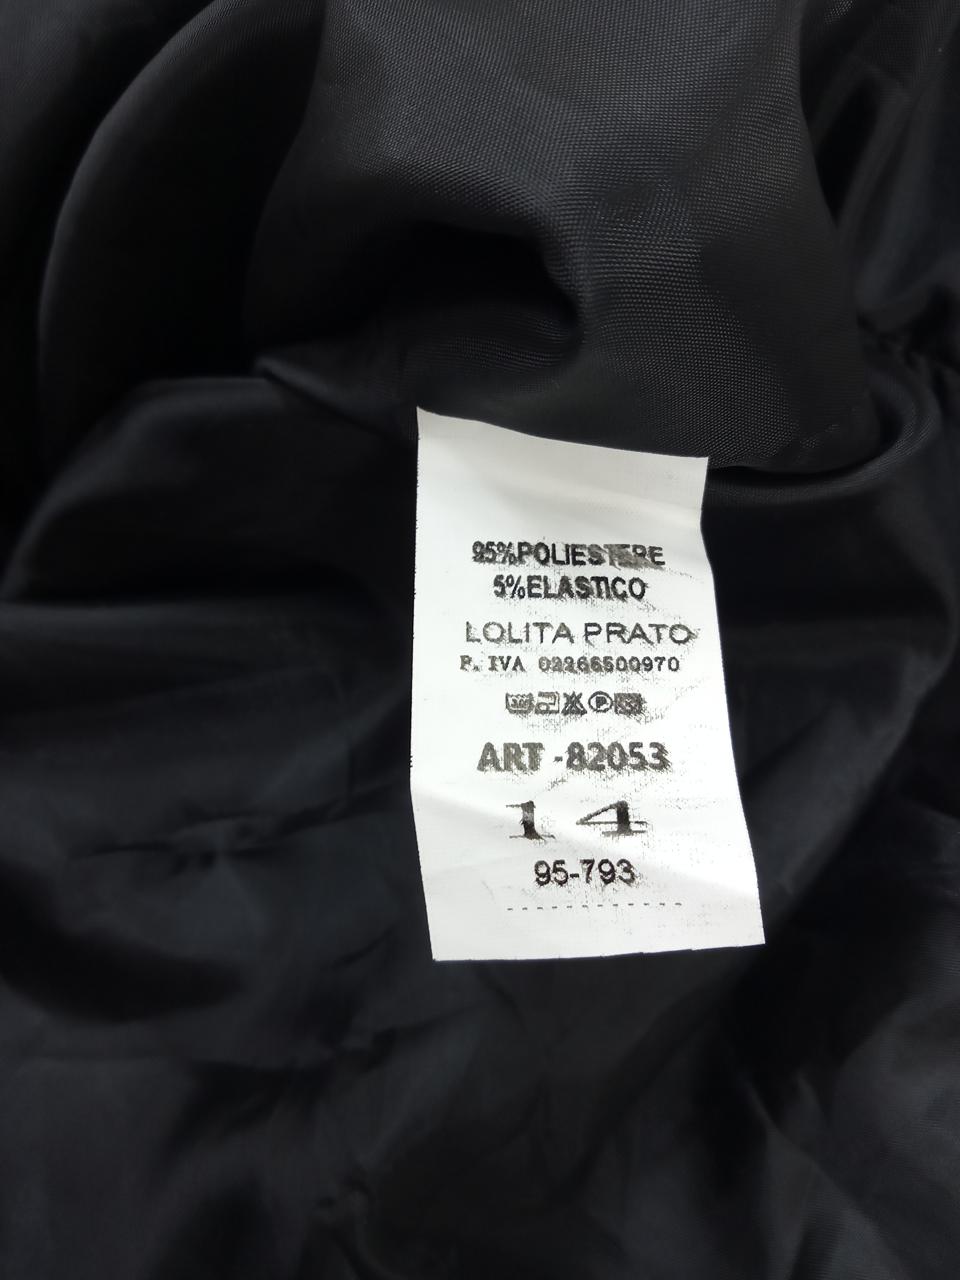 95%POLIESTERE
5%ELASTICO
LOLITA PRATO
P. IVA 02266500970
ART -82053
14
95-793